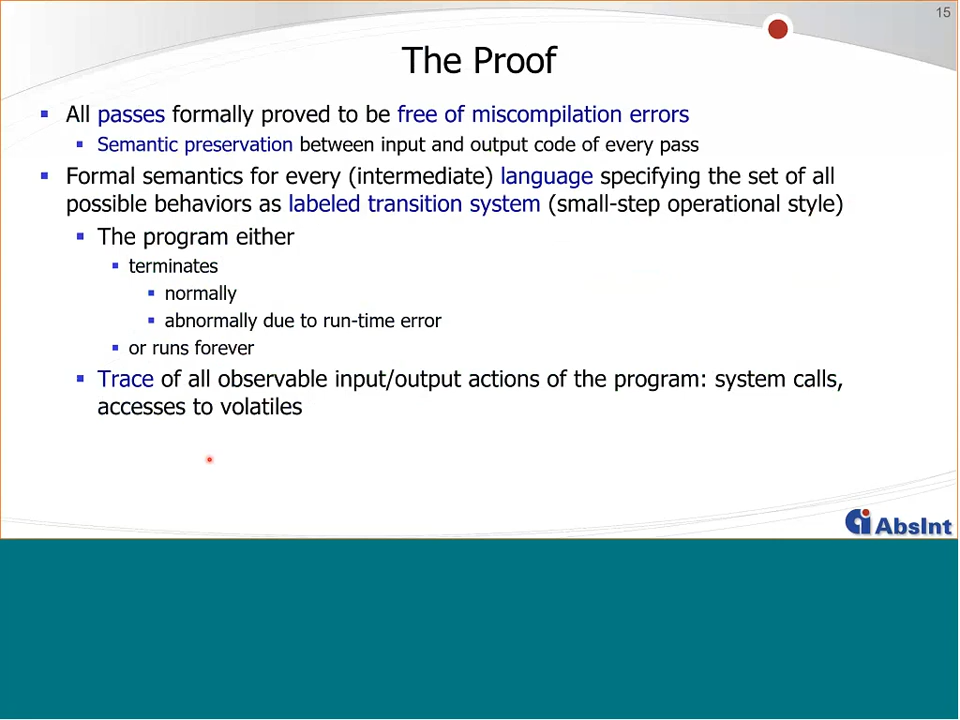 15
The Proof
All passes formally proved to be free of miscompilation errors
Semantic preservation between input and output code of every pass
Formal semantics for every (intermediate) language specifying the set of all
possible behaviors as labeled transition system (small-step operational style)
The program either
terminates
normally
abnormally due to run-time error
or runs forever
Trace of all observable input/output actions of the program: system calls,
accesses to volatiles
AbsInt